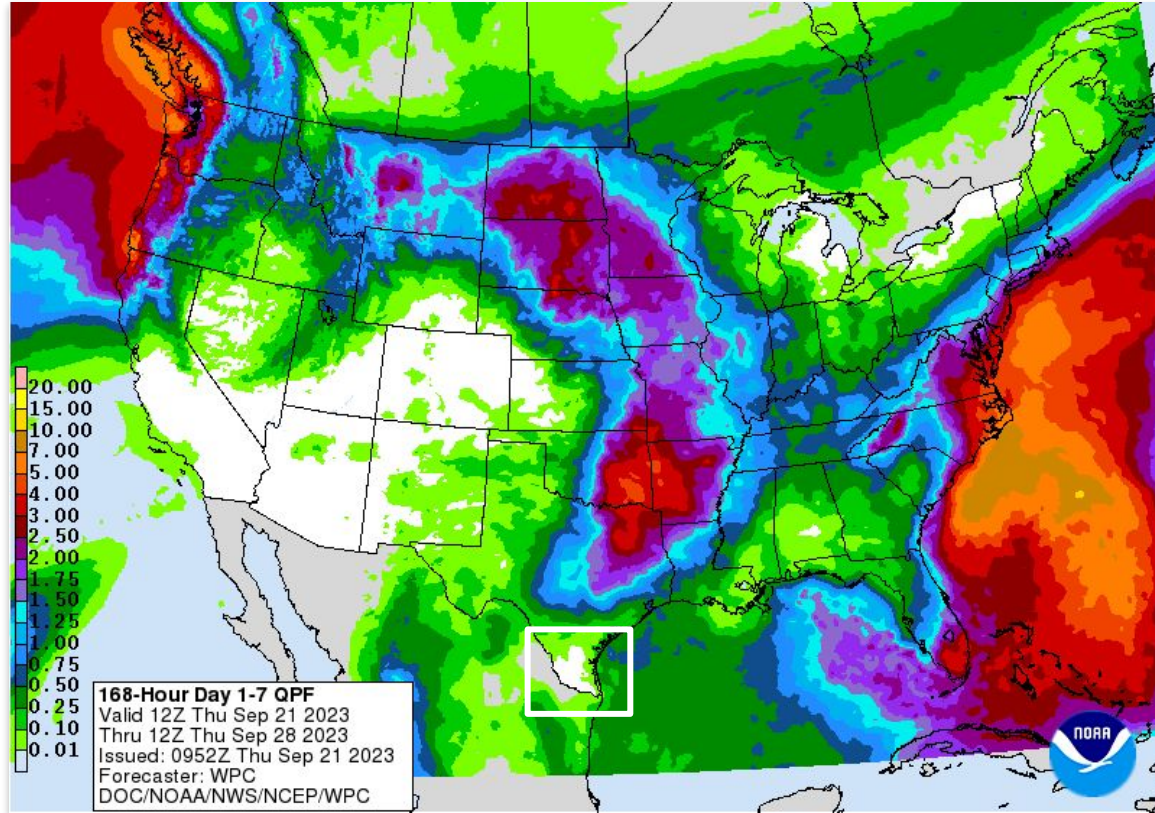 20.00
15.00
10.00
7.00
5.00
4.00
3.00
2.50
2.00
1.75
1.50
1.25
1.00
0.75
0.50
0.25
0.10
0.01
168-Hour Day 1-7 QPF
Valid 12Z Thu Sep 21 2023
Thru 12Z Thu Sep 28 2023
Issued: 0952Z Thu Sep 21 2023
Forecaster: WPC
DOC/NOAA/NWS/NCEP/WPC
NOAA